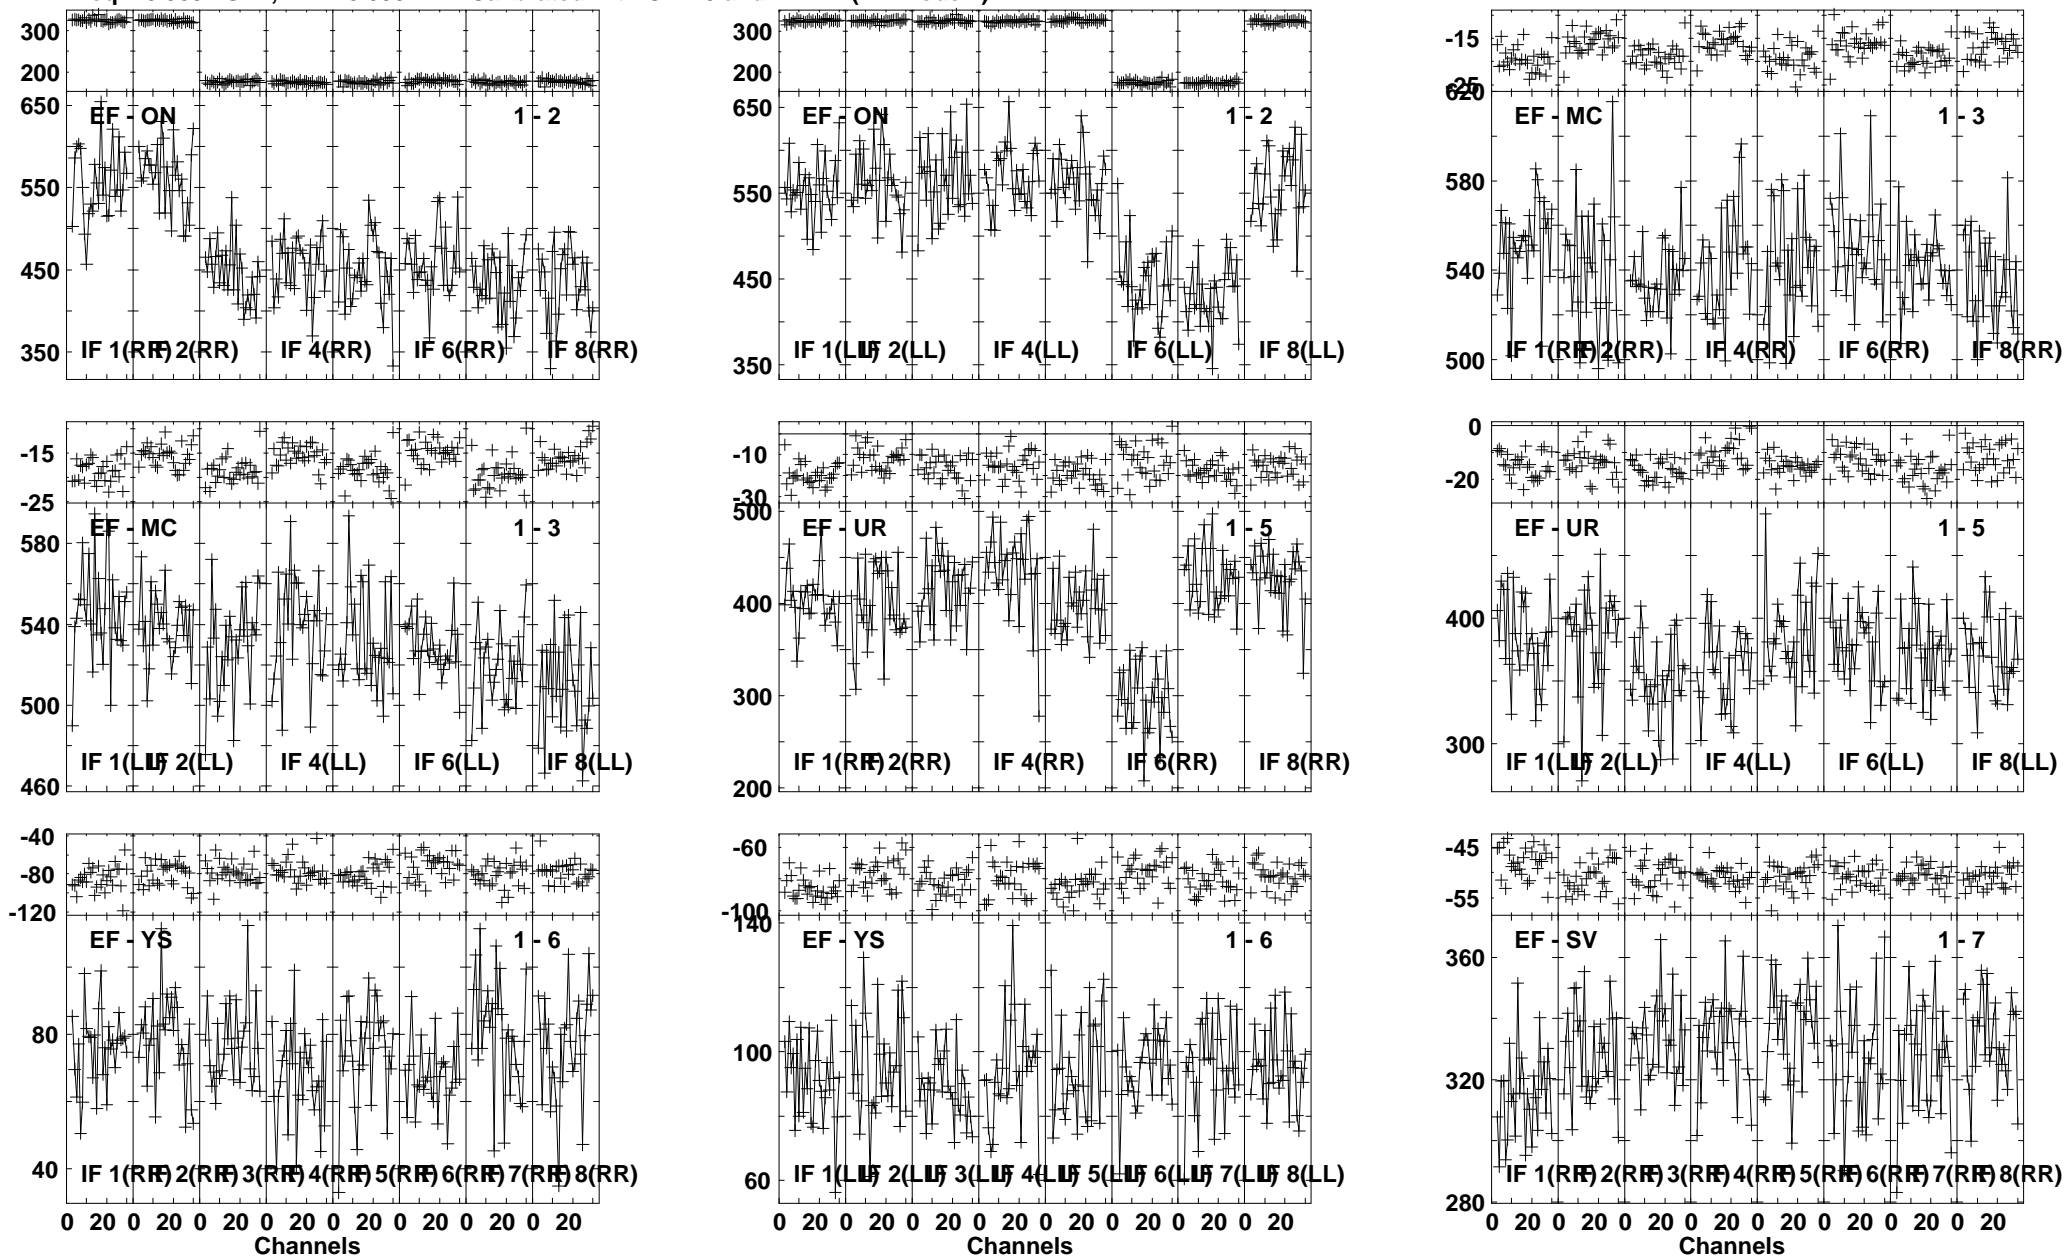 300
200
650
550
450
350
EF - ON
1 - 2
IF 1(RR)
IF 2(RR)
IF 4(RR)
IF 6(RR)
IF 8(RR)
300
200
650
550
450
350
EF - ON
1 - 2
IF 1(LL)
IF 2(LL)
IF 4(LL)
IF 6(LL)
IF 8(LL)
-15
-25
620
580
540
500
EF - MC
1 - 3
IF 1(RR)
IF 2(RR)
IF 4(RR)
IF 6(RR)
IF 8(RR)
-15
-25
580
540
500
460
EF - MC
1 - 3
IF 1(LL)
IF 2(LL)
IF 4(LL)
IF 6(LL)
IF 8(LL)
-10
-30
500
400
300
200
EF - UR
1 - 5
IF 1(RR)
IF 2(RR)
IF 4(RR)
IF 6(RR)
IF 8(RR)
0
-20
400
300
EF - UR
1 - 5
IF 1(LL)
IF 2(LL)
IF 4(LL)
IF 6(LL)
IF 8(LL)
-40
-80
-120
80
40
EF - YS
1 - 6
IF 1(RR)
IF 2(RR)
IF 3(RR)
IF 4(RR)
IF 5(RR)
IF 6(RR)
IF 7(RR)
IF 8(RR)
0 20 0 20 0 20 0 20 0 20 0 20 0 20 0 20
Channels
-60
-100
140
100
60
EF - YS
1 - 6
IF 1(LL)
IF 2(LL)
IF 3(LL)
IF 4(LL)
IF 5(LL)
IF 6(LL)
IF 7(LL)
IF 8(LL)
0 20 0 20 0 20 0 20 0 20 0 20 0 20 0 20
Channels
-45
-55
360
320
280
EF - SV
1 - 7
IF 1(RR)
IF 2(RR)
IF 3(RR)
IF 4(RR)
IF 5(RR)
IF 6(RR)
IF 7(RR)
IF 8(RR)
0 20 0 20 0 20 0 20 0 20 0 20 0 20 0 20
Channels